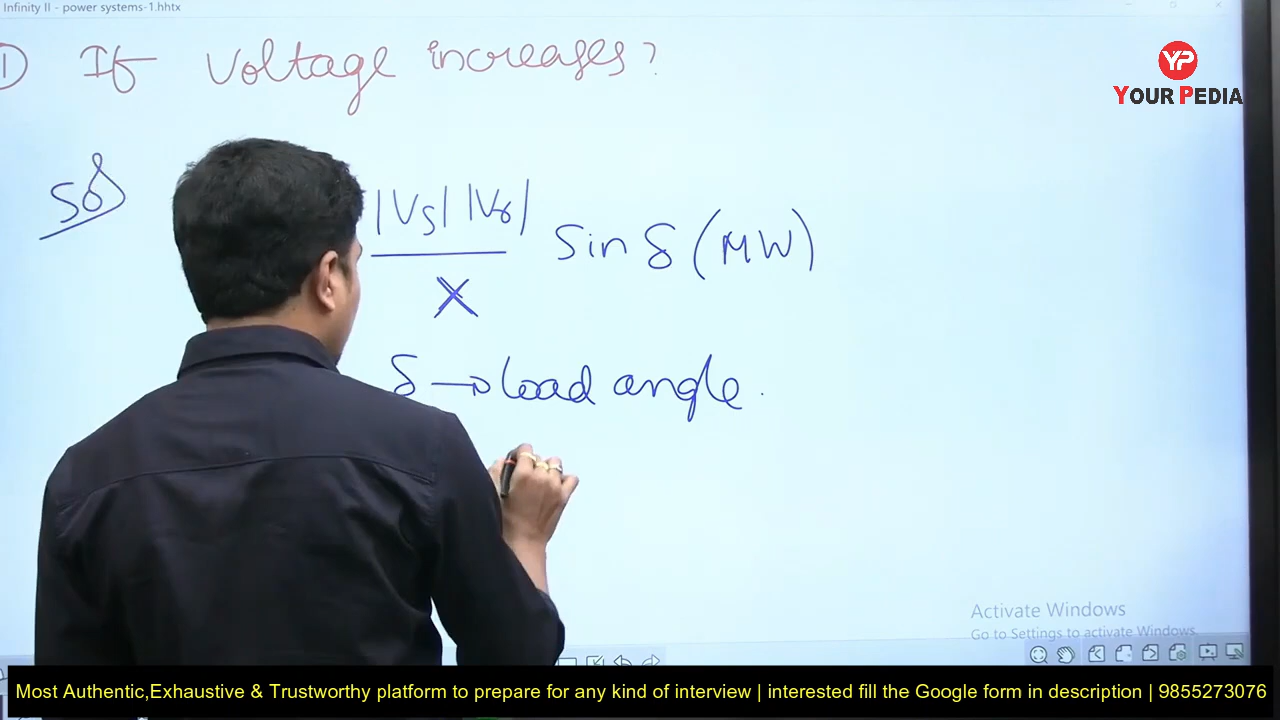 Infinity II - power systems-1.hhtx
① If Voltage increases?
YP
YOUR PEDIA
Sol
|Vs| |Vr|
X
Sin δ (MW)
δ → load angle.
Activate Windows
Go to Settings to activate Windows.
Most Authentic,Exhaustive & Trustworthy platform to prepare for any kind of interview | interested fill the Google form in description | 9855273076